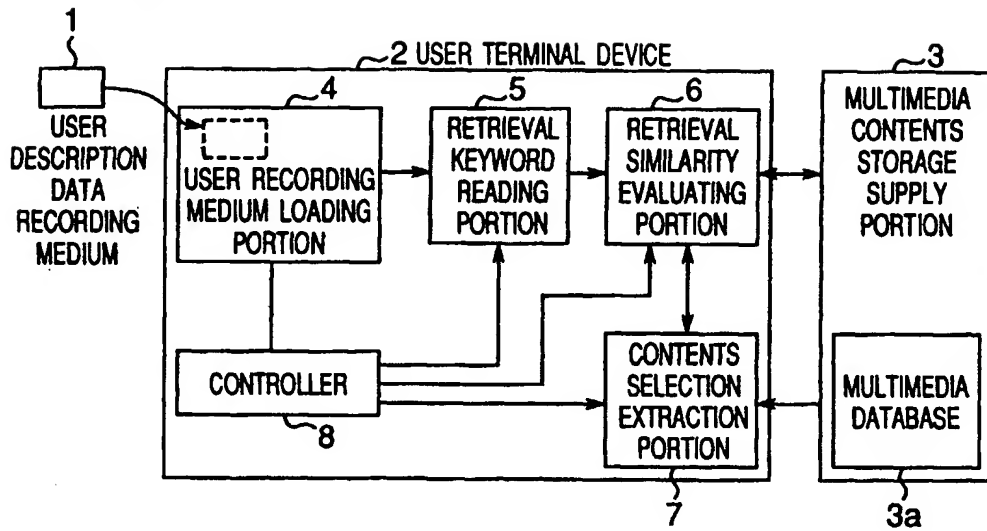 1
USER
DESCRIPTION
DATA
RECORDING
MEDIUM
2 USER TERMINAL DEVICE
4
USER RECORDING
MEDIUM LOADING
PORTION
5
RETRIEVAL
KEYWORD
READING
PORTION
6
RETRIEVAL
SIMILARITY
EVALUATING
PORTION
3
MULTIMEDIA
CONTENTS
STORAGE
SUPPLY
PORTION
CONTROLLER
8
CONTENTS
SELECTION
EXTRACTION
PORTION
7
MULTIMEDIA
DATABASE
3a